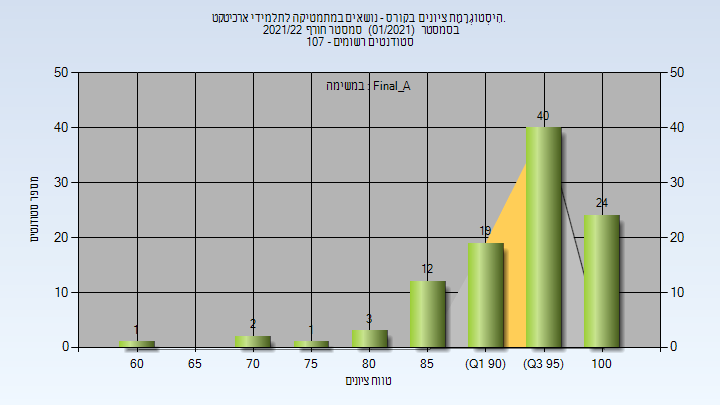 היסטוגרמת ציונים בקורס - נושאים במתמטיקה לתלמידי ארכיטקט.
בסמסטר (01/2021) סמסטר חורף 2021/22
סטודנטים רשומים - 107
במשימה : Final_A
50 50
40 40
30 30
20 20
10 10
0 0
מספר סטודנטים
1 2 1 3 12 19 40 24
60 65 70 75 80 85 (Q1 90) (Q3 95) 100
טווח ציונים